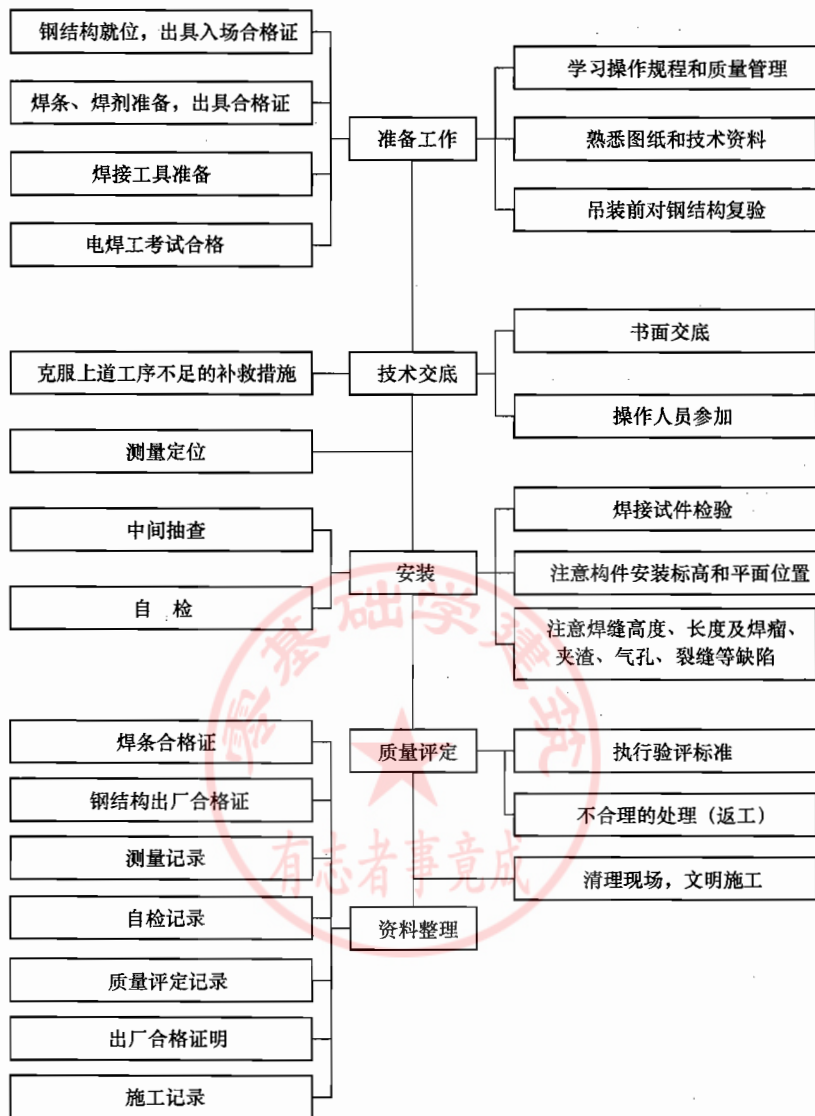 钢结构就位，出具入场合格证
焊条、焊剂准备，出具合格证
焊接工具准备
电焊工考试合格
准备工作
学习操作规程和质量管理
熟悉图纸和技术资料
吊装前对钢结构复验
克服上道工序不足的补救措施
测量定位
技术交底
书面交底
操作人员参加
中间抽查
自 检
安装
焊接试件检验
注意构件安装标高和平面位置
注意焊缝高度、长度及焊瘤、
夹渣、气孔、裂缝等缺陷
焊条合格证
钢结构出厂合格证
测量记录
自检记录
质量评定记录
出厂合格证明
施工记录
质量评定
执行验评标准
不合理的处理（返工）
清理现场，文明施工
资料整理
零基础学建筑
有志者事竟成